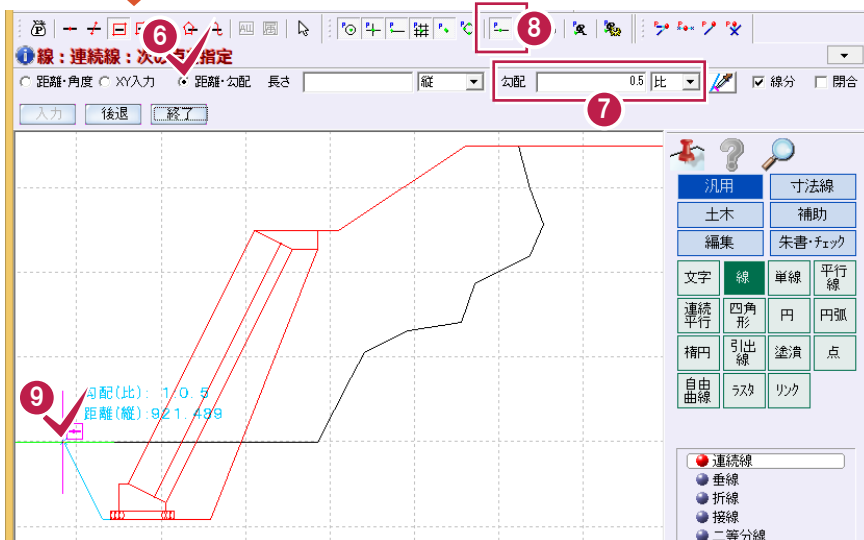 ALL
6
8
線：連続線：次の点を指定
距離・角度 XY入力 距離・勾配 長さ 縦 勾配 0.5 比 線分 閉合
7
入力 後退 終了
汎用 寸法線
土木 補助
編集 朱書・チェック
文字 線 単線 平行線
連続平行 四角形 円 円弧
楕円 引出線 塗潰 点
自由曲線 ラスタ リンク
9
勾配(比): 1:0.5
距離(縦):921.489
連続線
垂線
折線
接線
二等分線